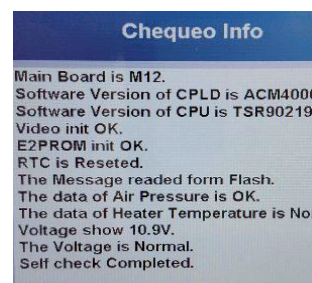 Chequeo Info
Main Board is M12.
Software Version of CPLD is ACM4000
Software Version of CPU is TSR90219
Video init OK.
E2PROM init OK.
RTC is Reseted.
The Message readed form Flash.
The data of Air Pressure is OK.
The data of Heater Temperature is No
Voltage show 10.9V.
The Voltage is Normal.
Self check Completed.